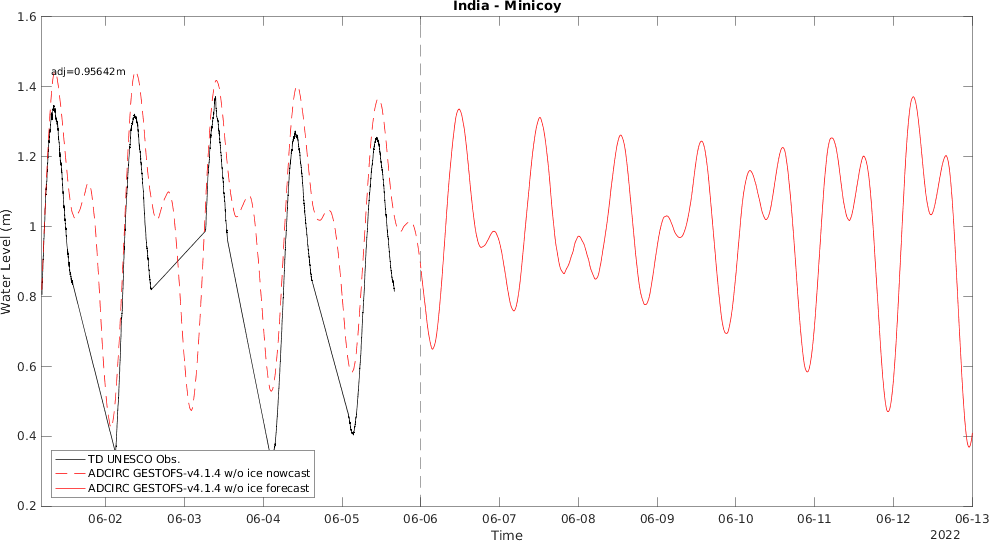 India - Minicoy
1.6
1.4
1.2
1
0.8
0.6
0.4
0.2
Water Level (m)
adj=0.95642m
TD UNESCO Obs.
ADCIRC GESTOFS-v4.1.4 w/o ice nowcast
ADCIRC GESTOFS-v4.1.4 w/o ice forecast
06-02 06-03 06-04 06-05 06-06 06-07 06-08 06-09 06-10 06-11 06-12 06-13
Time
2022